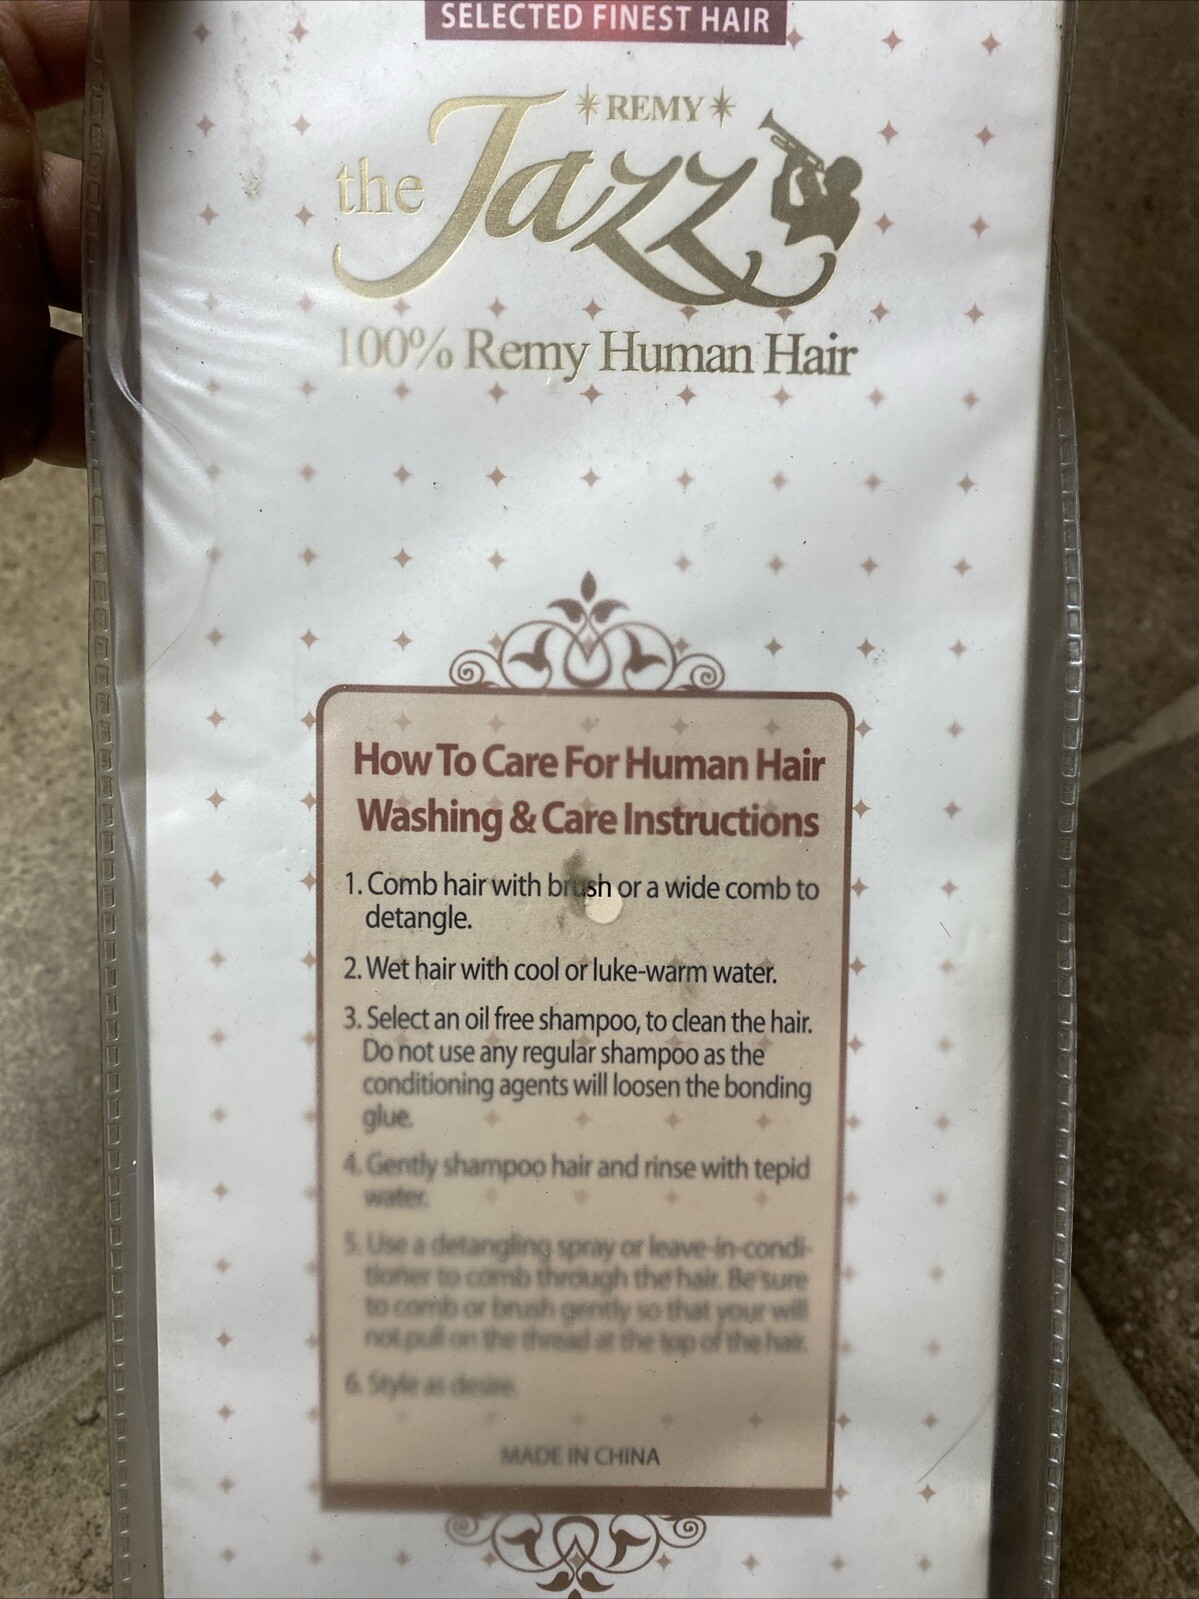 SELECTED FINEST HAIR
REMY
the Jazz
100% Remy Human Hair
How To Care For Human Hair
Washing & Care Instructions
1. Comb hair with brush or a wide comb to
detangle.
2. Wet hair with cool or luke-warm water.
3. Select an oil free shampoo, to clean the hair.
Do not use any regular shampoo as the
conditioning agents will loosen the bonding
glue.
4. Gently shampoo hair and rinse with tepid
water.
5. Use a detangling spray or leave-in-condi-
tioner to comb through the hair. Be sure
to comb or brush gently so that your will
not pull on the thread at the top of the hair.
6. Style as desire.
MADE IN CHINA